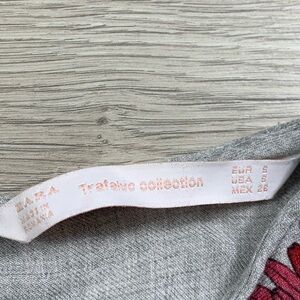 ZARA
MADE IN
Trafaluc collection
EUR S
USA S
MEX 26